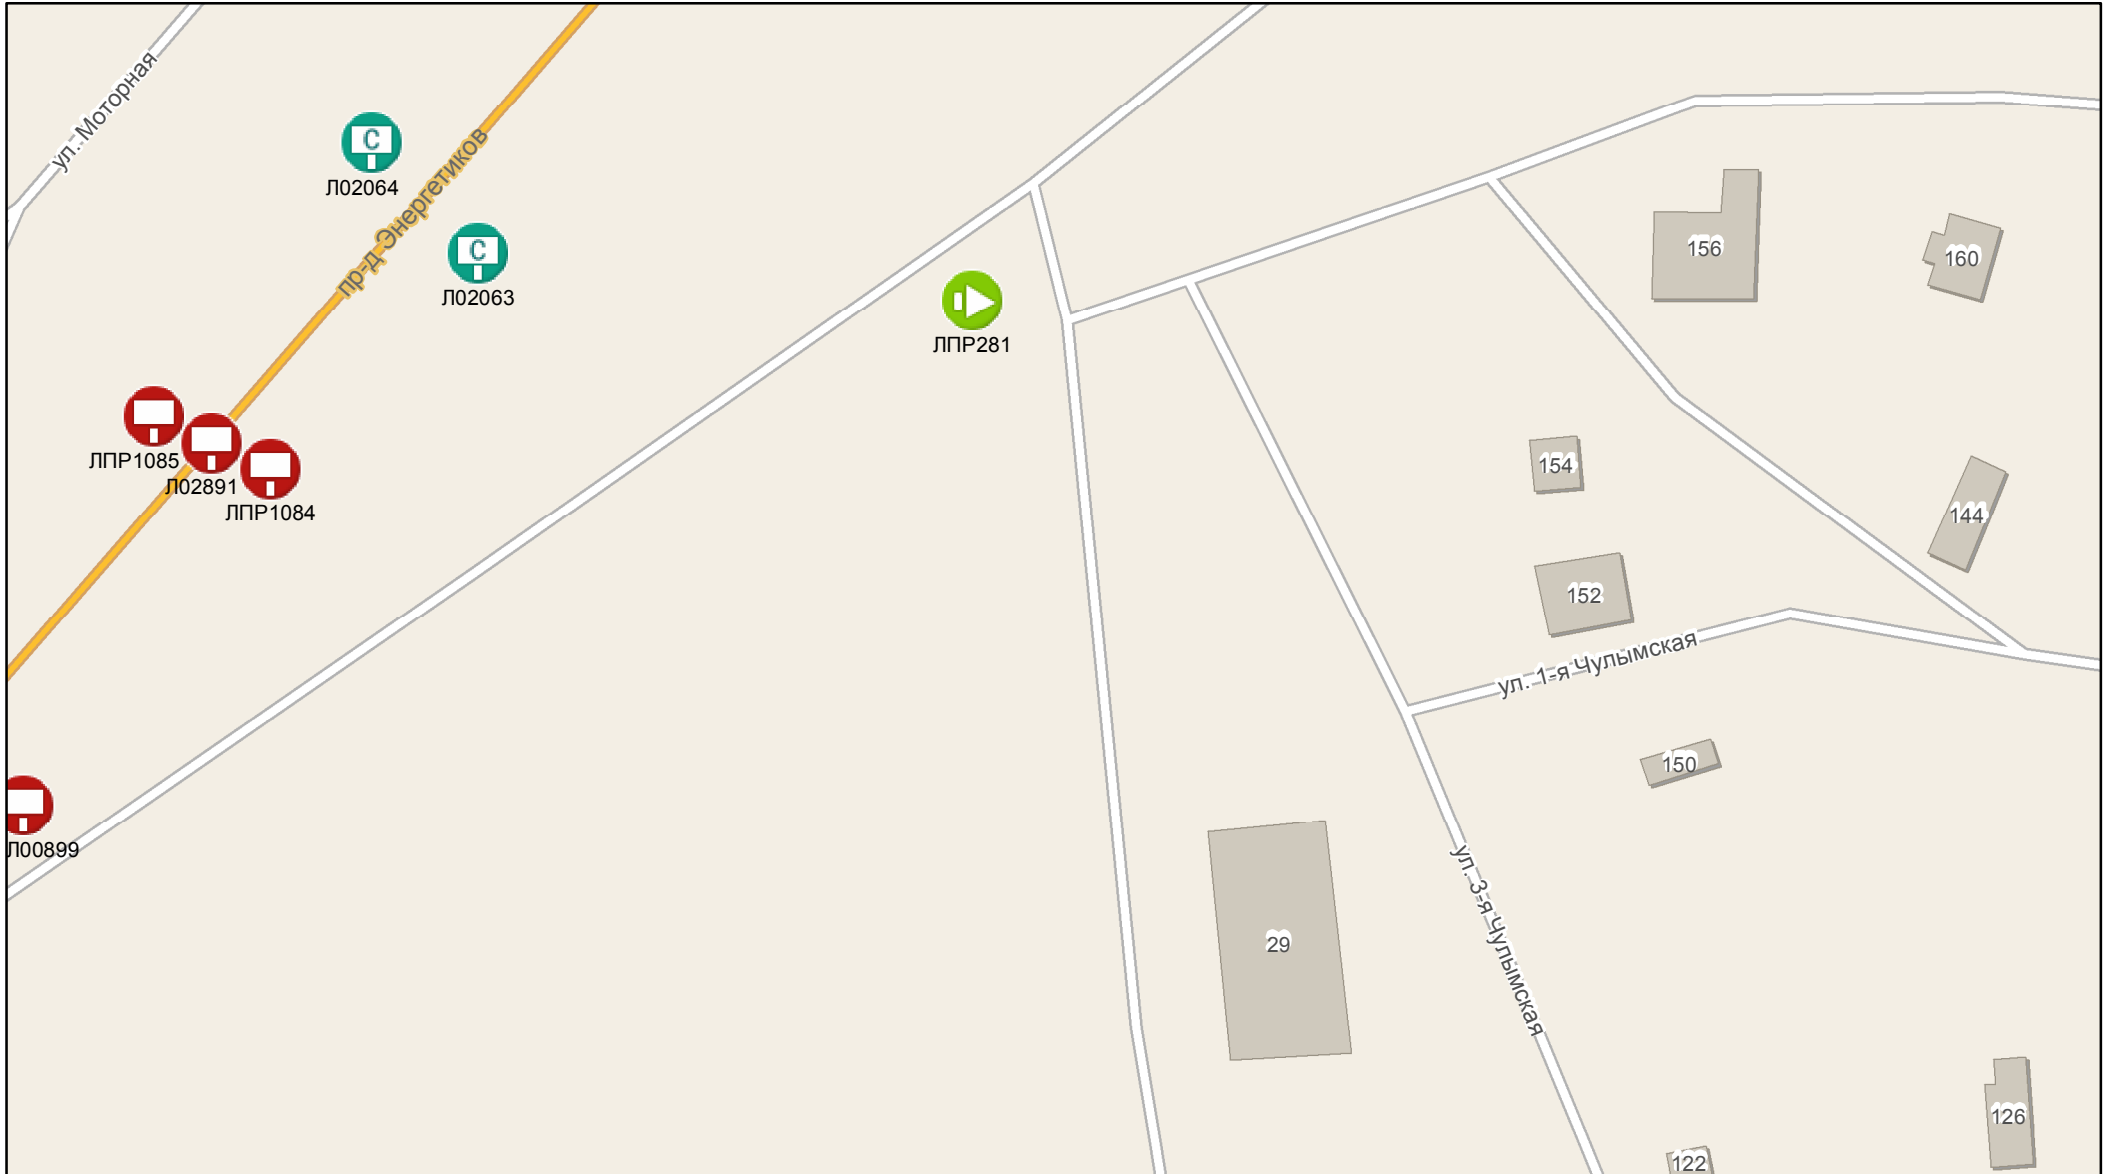 ул. Моторная
С
Л02064
пр-д Энергетиков
С
Л02063
ЛПР281
156
160
ЛПР1085
Л02891
ЛПР1084
154
144
152
ул. 1-я Чулымская
150
Л00899
ул. 3-я Чулымская
29
126
122